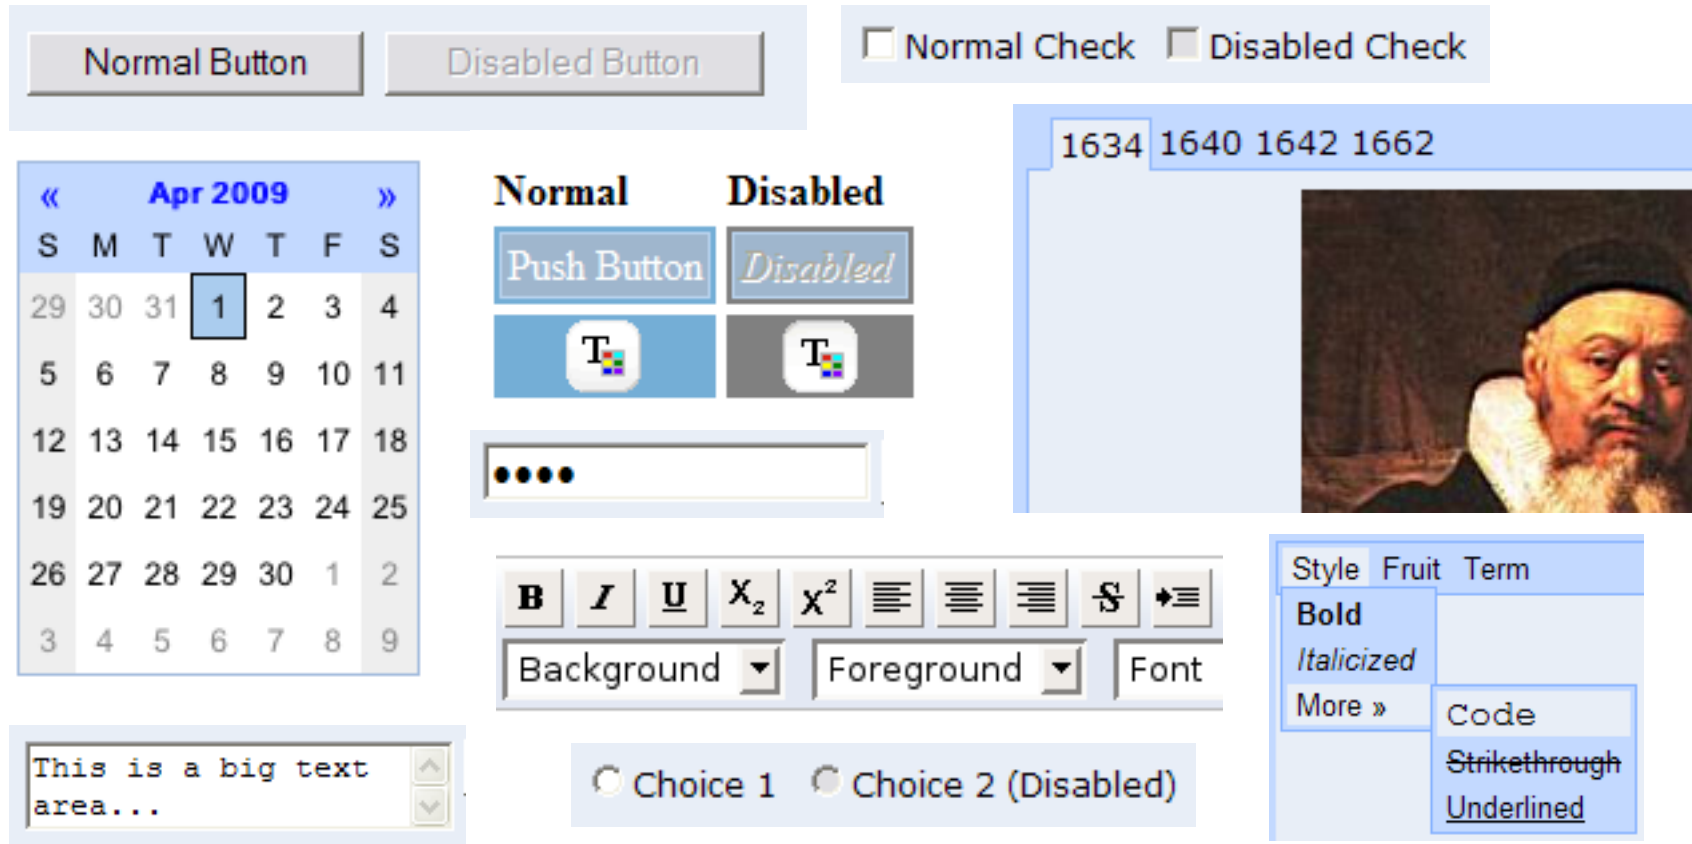 Normal Button Disabled Button
Normal Check Disabled Check
« Apr 2009 »
S M T W T F S
29 30 31 1 2 3 4
5 6 7 8 9 10 11
12 13 14 15 16 17 18
19 20 21 22 23 24 25
26 27 28 29 30 1 2
3 4 5 6 7 8 9
Normal Disabled
Push Button Disabled
T T
1634 1640 1642 1662
••••
B I U X₂ X² S
Background Foreground Font
Style Fruit Term
Bold
Italicized
More »
Code
Strikethrough
Underlined
This is a big text
area...
Choice 1 Choice 2 (Disabled)